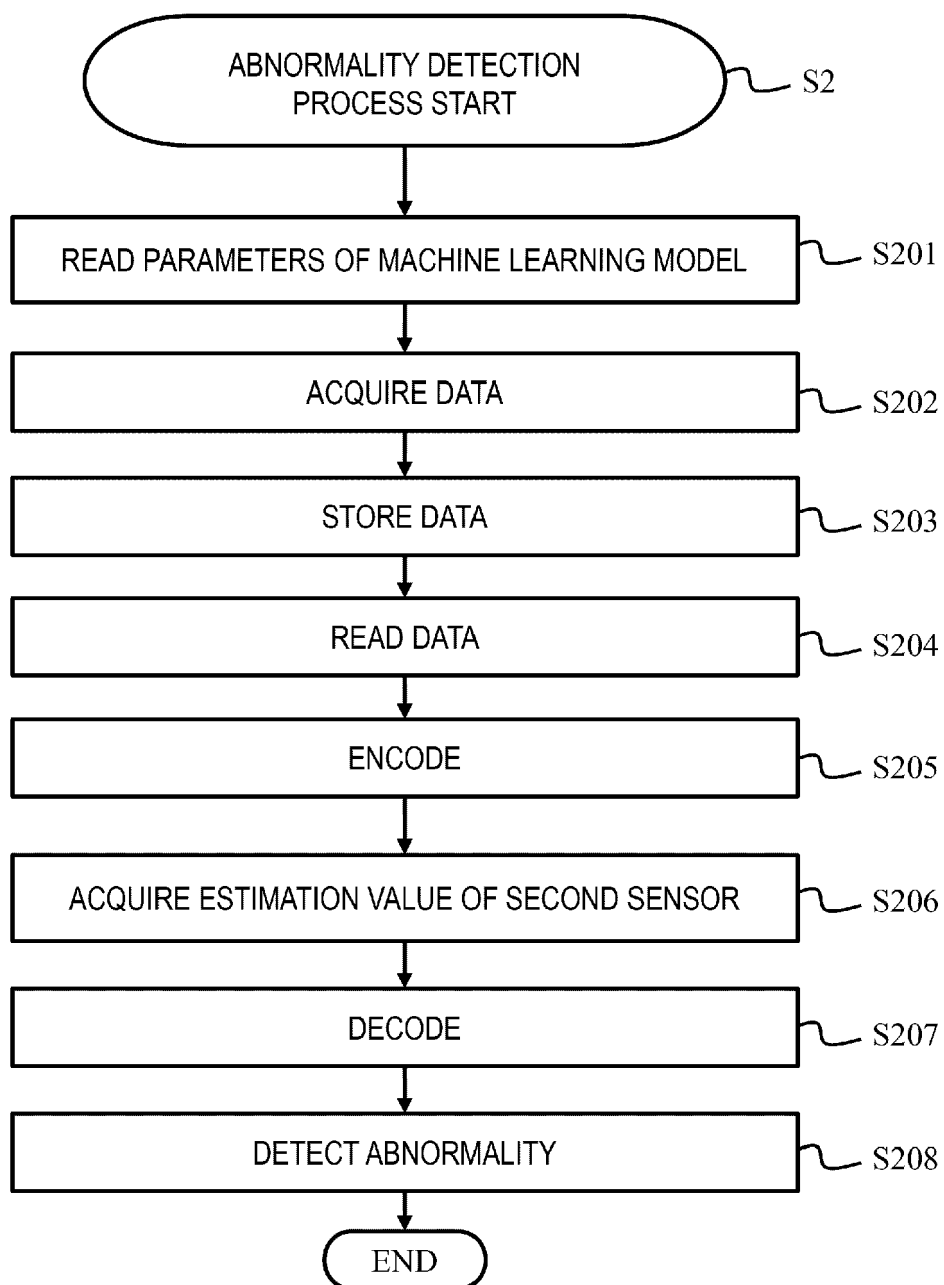 ABNORMALITY DETECTION
PROCESS START
S2
READ PARAMETERS OF MACHINE LEARNING MODEL
S201
ACQUIRE DATA
S202
STORE DATA
S203
READ DATA
S204
ENCODE
S205
ACQUIRE ESTIMATION VALUE OF SECOND SENSOR
S206
DECODE
S207
DETECT ABNORMALITY
S208
END